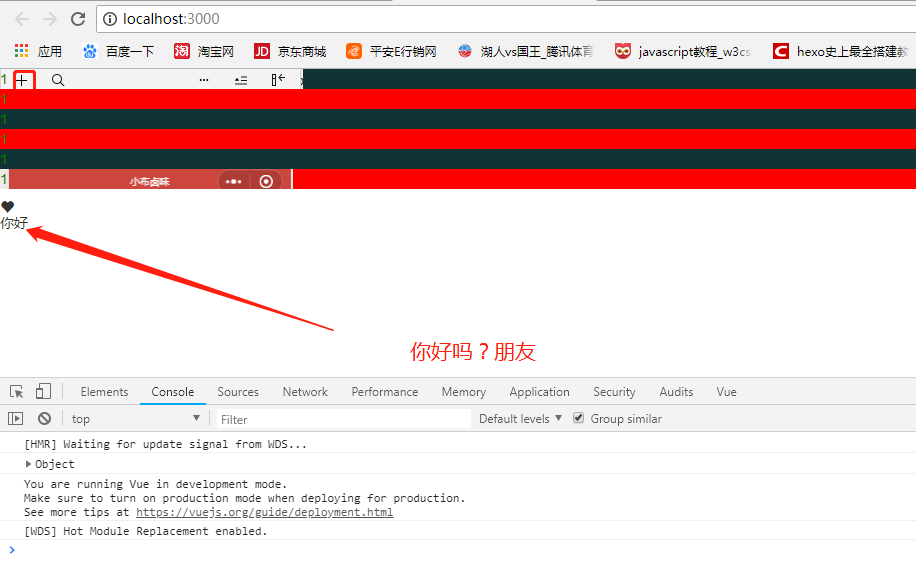 localhost:3000
应用 百度一下 淘宝网 京东商城 平安E行销网 湖人vs国王_腾讯体育 javascript教程_w3cs hexo史上最全搭建教
1
1
1
1
1
1 小布卤味
你好
你好吗？朋友
Elements Console Sources Network Performance Memory Application Security Audits Vue
top Filter Default levels Group similar
[HMR] Waiting for update signal from WDS...
Object
You are running Vue in development mode.
Make sure to turn on production mode when deploying for production.
See more tips at https://vuejs.org/guide/deployment.html
[WDS] Hot Module Replacement enabled.